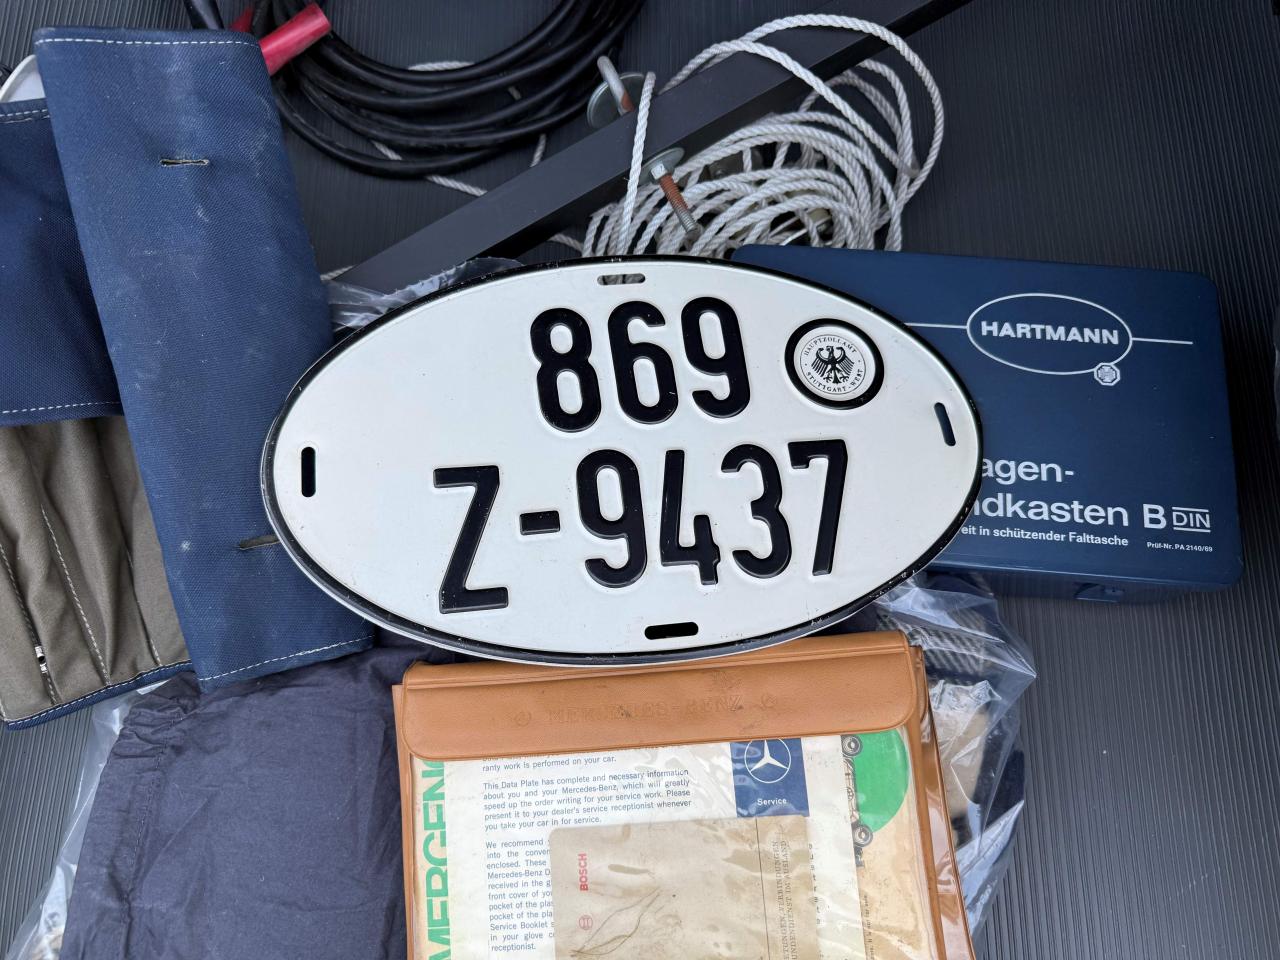 869
HAUPTZOLLAMT
STUTTGART-WEST
Z-9437
HARTMANN
agen-
ndkasten B DIN
eit in schützender Falttasche
Prüf-Nr. PA 2140/69
MERCEDES-BENZ
ranty work is performed on your car.
This Data Plate has complete and necessary information
about you and your Mercedes-Benz, which will greatly
speed up the order writing for your service work. Please
present it to your dealer's service receptionist whenever
you take your car in for service.
We recommend
into the conven
enclosed. These
Mercedes-Benz D
received in the g
front cover of yo
pocket of the pla
pocket of the pla
Service Booklet s
in your glove c
receptionist.
Service
MERGENC
BOSCH